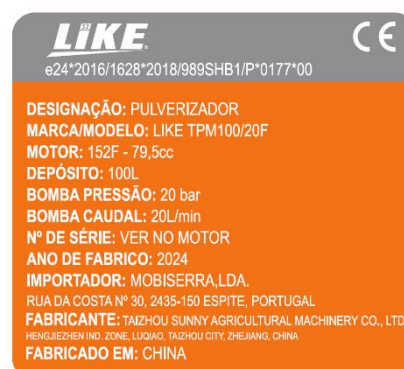 LIKE
CE
e24*2016/1628*2018/989SHB1/P*0177*00
DESIGNAÇÃO: PULVERIZADOR
MARCA/MODELO: LIKE TPM100/20F
MOTOR: 152F - 79,5cc
DEPÓSITO: 100L
BOMBA PRESSÃO: 20 bar
BOMBA CAUDAL: 20L/min
Nº DE SÉRIE: VER NO MOTOR
ANO DE FABRICO: 2024
IMPORTADOR: MOBISERRA,LDA.
RUA DA COSTA Nº 30, 2435-150 ESPITE, PORTUGAL
FABRICANTE: TAIZHOU SUNNY AGRICULTURAL MACHINERY CO., LTD
HENGJIEZHEN IND. ZONE, LUQIAO, TAIZHOU CITY, ZHEJIANG, CHINA
FABRICADO EM: CHINA